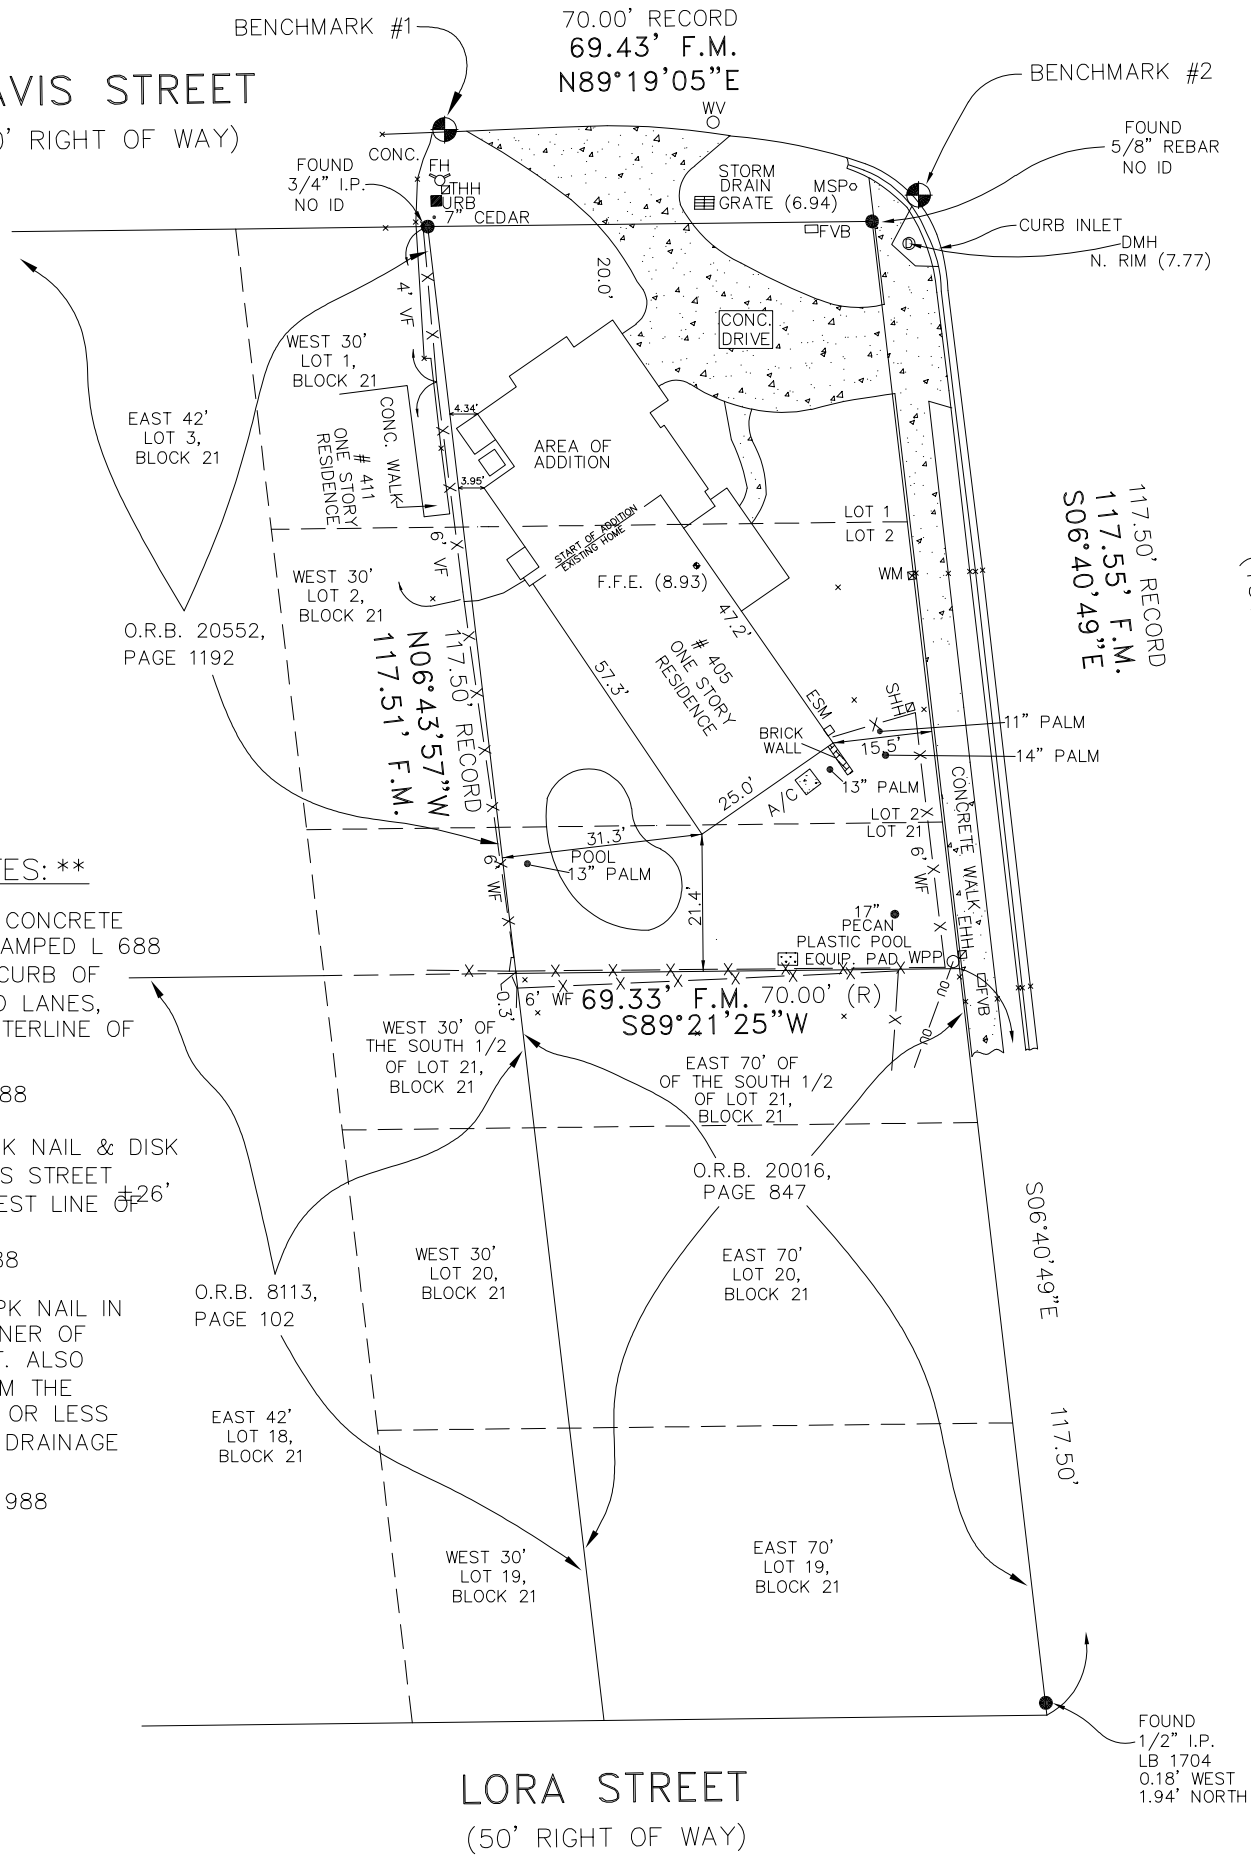 BENCHMARK #1
70.00' RECORD
69.43' F.M.
N89°19'05"E
BENCHMARK #2
AVIS STREET
0' RIGHT OF WAY)
WV
FOUND
5/8" REBAR
NO ID
CONC.
FOUND
3/4" I.P.
NO ID
FH
THH
URB
7" CEDAR
STORM
DRAIN
GRATE (6.94)
MSP
FVB
CURB INLET
DMH
N. RIM (7.77)
20.0'
4' VF
CONC.
DRIVE
WEST 30'
LOT 1,
BLOCK 21
EAST 42'
LOT 3,
BLOCK 21
# 411
ONE STORY
RESIDENCE
CONC. WALK
4.34'
3.95'
AREA OF
ADDITION
START OF ADDITION
EXISTING HOME
LOT 1
LOT 2
117.50' RECORD
117.55' F.M.
S06°40'49"E
6' VF
WEST 30'
LOT 2,
BLOCK 21
F.F.E. (8.93)
WM
O.R.B. 20552,
PAGE 1192
117.50' RECORD
N06°43'57"W
117.51' F.M.
57.3'
47.2'
# 405
ONE STORY
RESIDENCE
ESM
SHH
BRICK
WALL
15.5'
11" PALM
14" PALM
13" PALM
A/C
25.0'
LOT 2
LOT 21
CONCRETE WALK
31.3'
POOL
13" PALM
6' WF
6' WF
21.4'
17"
PECAN
PLASTIC POOL
EQUIP. PAD
WPP
EHH
FVB
TES: **
CONCRETE
AMPED L 688
CURB OF
D LANES,
TERLINE OF
88
K NAIL & DISK
S STREET
±26'
EST LINE OF
88
PK NAIL IN
NER OF
T. ALSO
M THE
OR LESS
DRAINAGE
988
0.3'
6' WF
69.33' F.M. 70.00' (R)
S89°21'25"W
OU
OU
WEST 30' OF
THE SOUTH 1/2
OF LOT 21,
BLOCK 21
EAST 70' OF
OF THE SOUTH 1/2
OF LOT 21,
BLOCK 21
O.R.B. 20016,
PAGE 847
S06°40'49"E
WEST 30'
LOT 20,
BLOCK 21
EAST 70'
LOT 20,
BLOCK 21
O.R.B. 8113,
PAGE 102
EAST 42'
LOT 18,
BLOCK 21
117.50'
WEST 30'
LOT 19,
BLOCK 21
EAST 70'
LOT 19,
BLOCK 21
FOUND
1/2" I.P.
LB 1704
0.18' WEST
1.94' NORTH
LORA STREET
(50' RIGHT OF WAY)